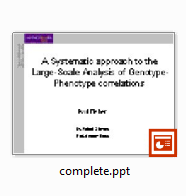 A Systematic approach to the
Large-Scale Analysis of Genotype-
Phenotype correlations
Paul Fisher
complete.ppt